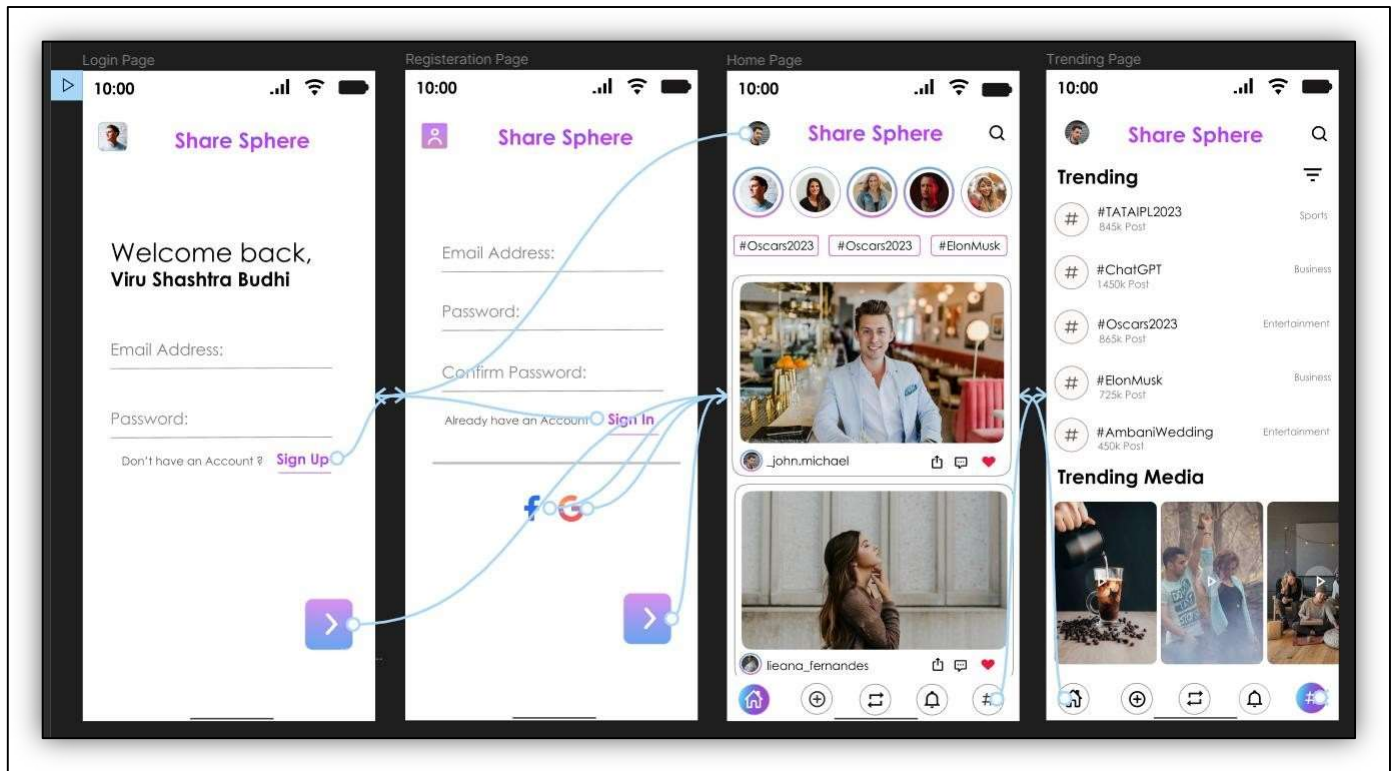 Login Page
10:00
Share Sphere
Welcome back,
Viru Shashtra Budhi
Email Address:
Password:
Don't have an Account ? Sign Up
Registeration Page
10:00
Share Sphere
Email Address:
Password:
Confirm Password:
Already have an Account Sign In
Home Page
10:00
Share Sphere
#Oscars2023 #Oscars2023 #ElonMusk
_john.michael
lieana_fernandes
Trending Page
10:00
Share Sphere
Trending
#TATAIPL2023 Sports
845k Post
#ChatGPT Business
1450k Post
#Oscars2023 Entertainment
865k Post
#ElonMusk Business
725k Post
#AmbaniWedding Entertainment
450k Post
Trending Media